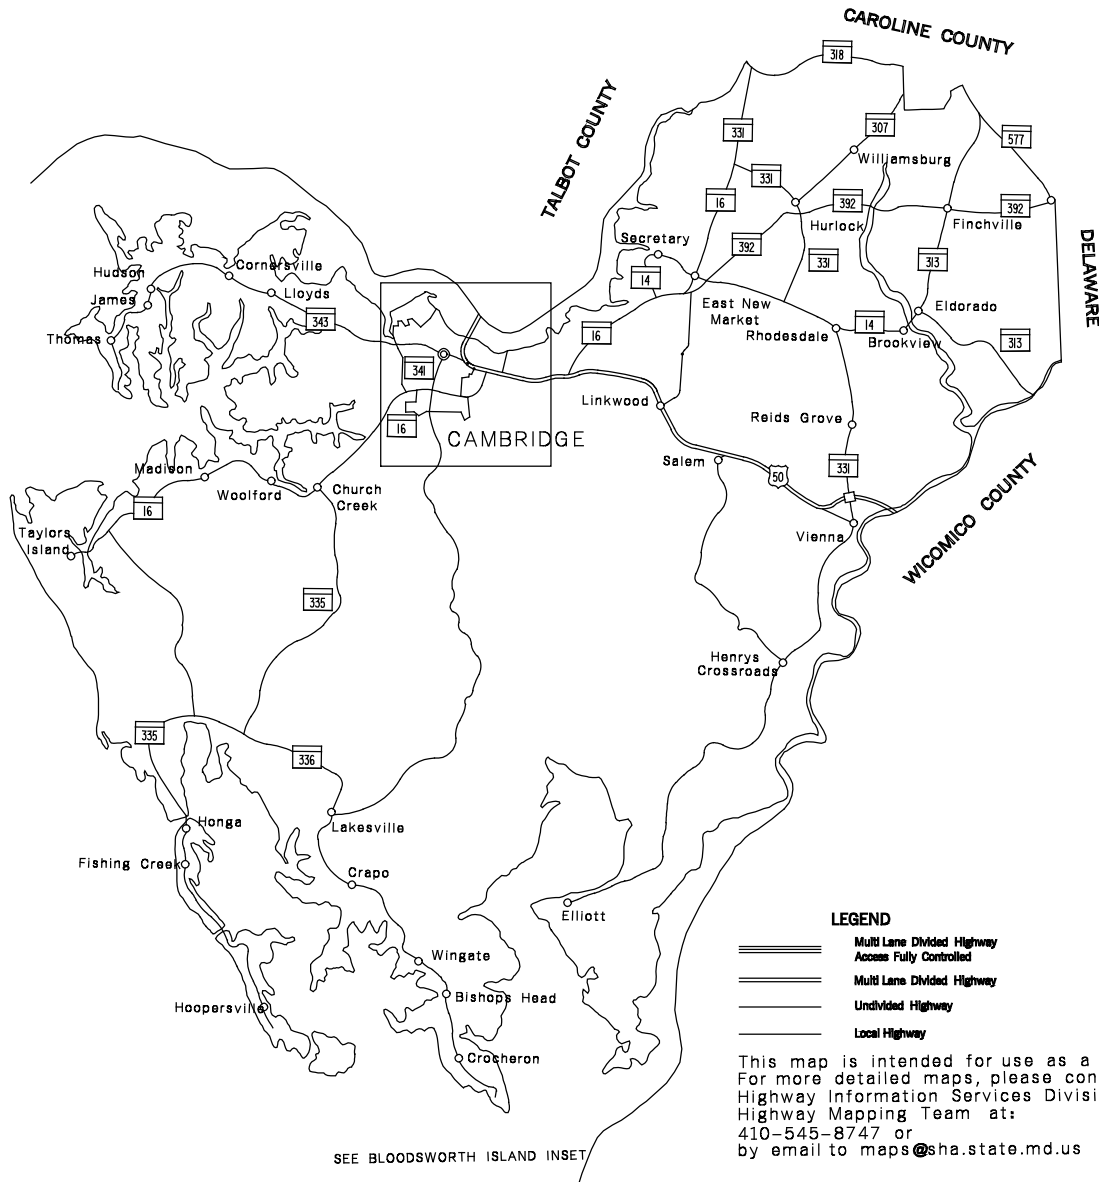 CAROLINE COUNTY
318
TALBOT COUNTY
331
307
577
Williamsburg
331
16
392
392
Hurlock
Finchville
Secretary
392
331
313
DELAWARE
14
Hudson
Cornersville
James
Lloyds
343
East New
Market
Eldorado
14
Rhodesdale
Brookview
313
16
Thomas
341
Linkwood
16
CAMBRIDGE
Reids Grove
Salem
331
50
Madison
Woolford
Church
Creek
16
Taylors
Island
Vienna
WICOMICO COUNTY
335
Henrys
Crossroads
335
336
Honga
Lakesville
Fishing Creek
Crapo
Elliott
Wingate
Bishops Head
Hoopersville
Crocheron
LEGEND
Multi Lane Divided Highway
Access Fully Controlled
Multi Lane Divided Highway
Undivided Highway
Local Highway
This map is intended for use as a
For more detailed maps, please con
Highway Information Services Divisi
Highway Mapping Team at:
410-545-8747 or
by email to maps@sha.state.md.us
SEE BLOODSWORTH ISLAND INSET